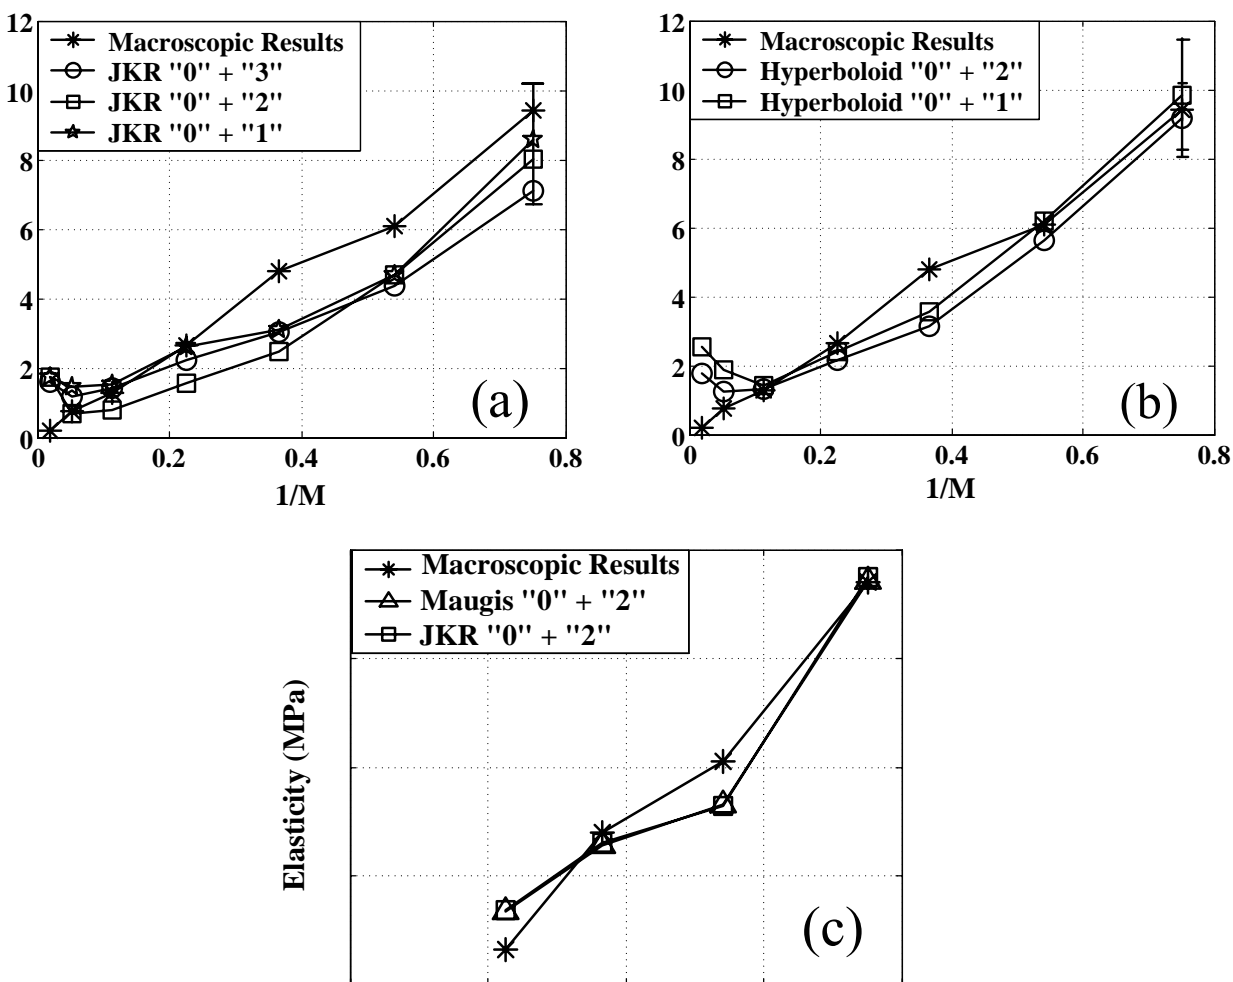 12
10
8
6
4
2
0
Macroscopic Results
JKR "0" + "3"
JKR "0" + "2"
JKR "0" + "1"
(a)
0 0.2 0.4 0.6 0.8
1/M
12
10
8
6
4
2
0
Macroscopic Results
Hyperboloid "0" + "2"
Hyperboloid "0" + "1"
(b)
0 0.2 0.4 0.6 0.8
1/M
Macroscopic Results
Maugis "0" + "2"
JKR "0" + "2"
Elasticity (MPa)
(c)